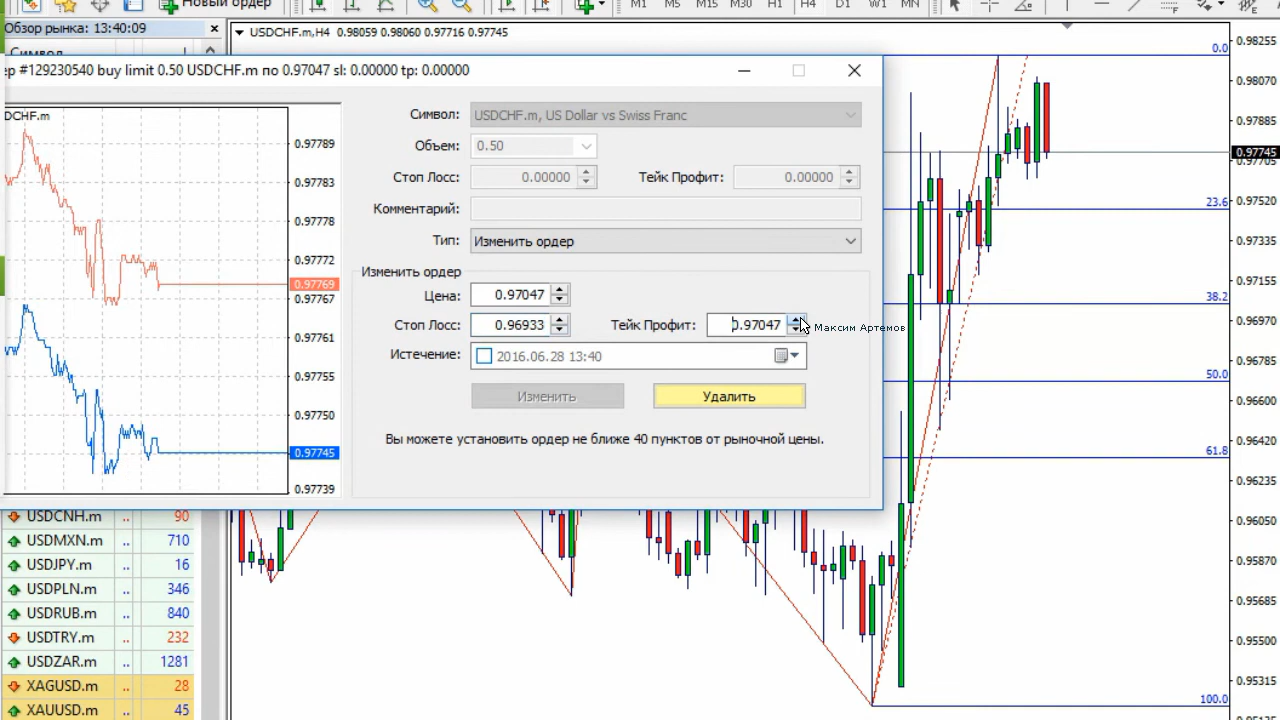 Новый ордер
M1 M5 M15 M30 H1 H4 D1 W1 MN
Обзор рынка: 13:40:09
Символ
USDCHF.m,H4 0.98059 0.98060 0.97716 0.97745
ер #129230540 buy limit 0.50 USDCHF.m по 0.97047 sl: 0.00000 tp: 0.00000
DCHF.m
0.97789
0.97783
0.97778
0.97772
0.97769
0.97767
0.97761
0.97755
0.97750
0.97745
0.97739
Символ: USDCHF.m, US Dollar vs Swiss Franc
Объем: 0.50
Стоп Лосс: 0.00000 Тейк Профит: 0.00000
Комментарий:
Тип: Изменить ордер
Изменить ордер
Цена: 0.97047
Стоп Лосс: 0.96933 Тейк Профит: 0.97047
Максим Артемов
Истечение: 2016.06.28 13:40
Изменить Удалить
Вы можете установить ордер не ближе 40 пунктов от рыночной цены.
USDCNH.m .. 90
USDMXN.m .. 710
USDJPY.m .. 16
USDPLN.m .. 346
USDRUB.m .. 840
USDTRY.m .. 232
USDZAR.m .. 1281
XAGUSD.m .. 28
XAUUSD.m .. 45
0.0
23.6
38.2
50.0
61.8
100.0
0.98255
0.98070
0.97885
0.97745
0.97705
0.97520
0.97335
0.97155
0.96970
0.96785
0.96600
0.96420
0.96235
0.96050
0.95870
0.95685
0.95500
0.95315